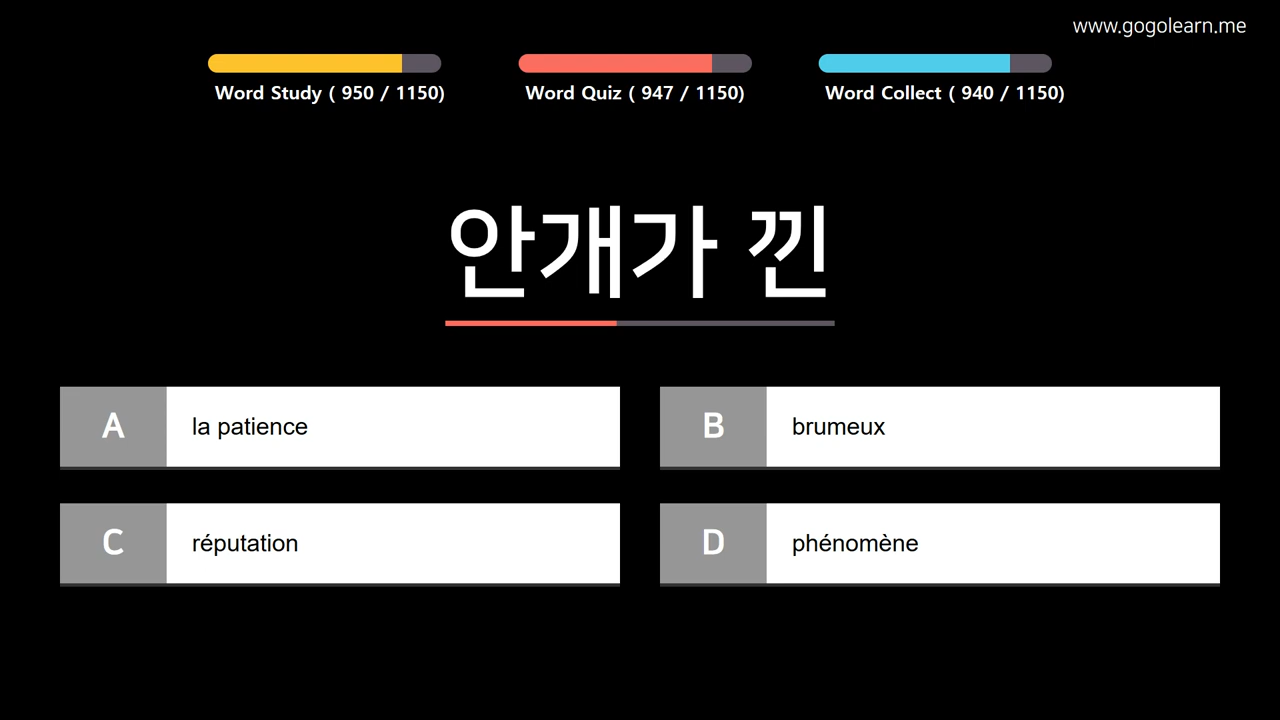 www.gogolearn.me
Word Study ( 950 / 1150)
Word Quiz ( 947 / 1150)
Word Collect ( 940 / 1150)
안개가 낀
A
la patience
B
brumeux
C
réputation
D
phénomène